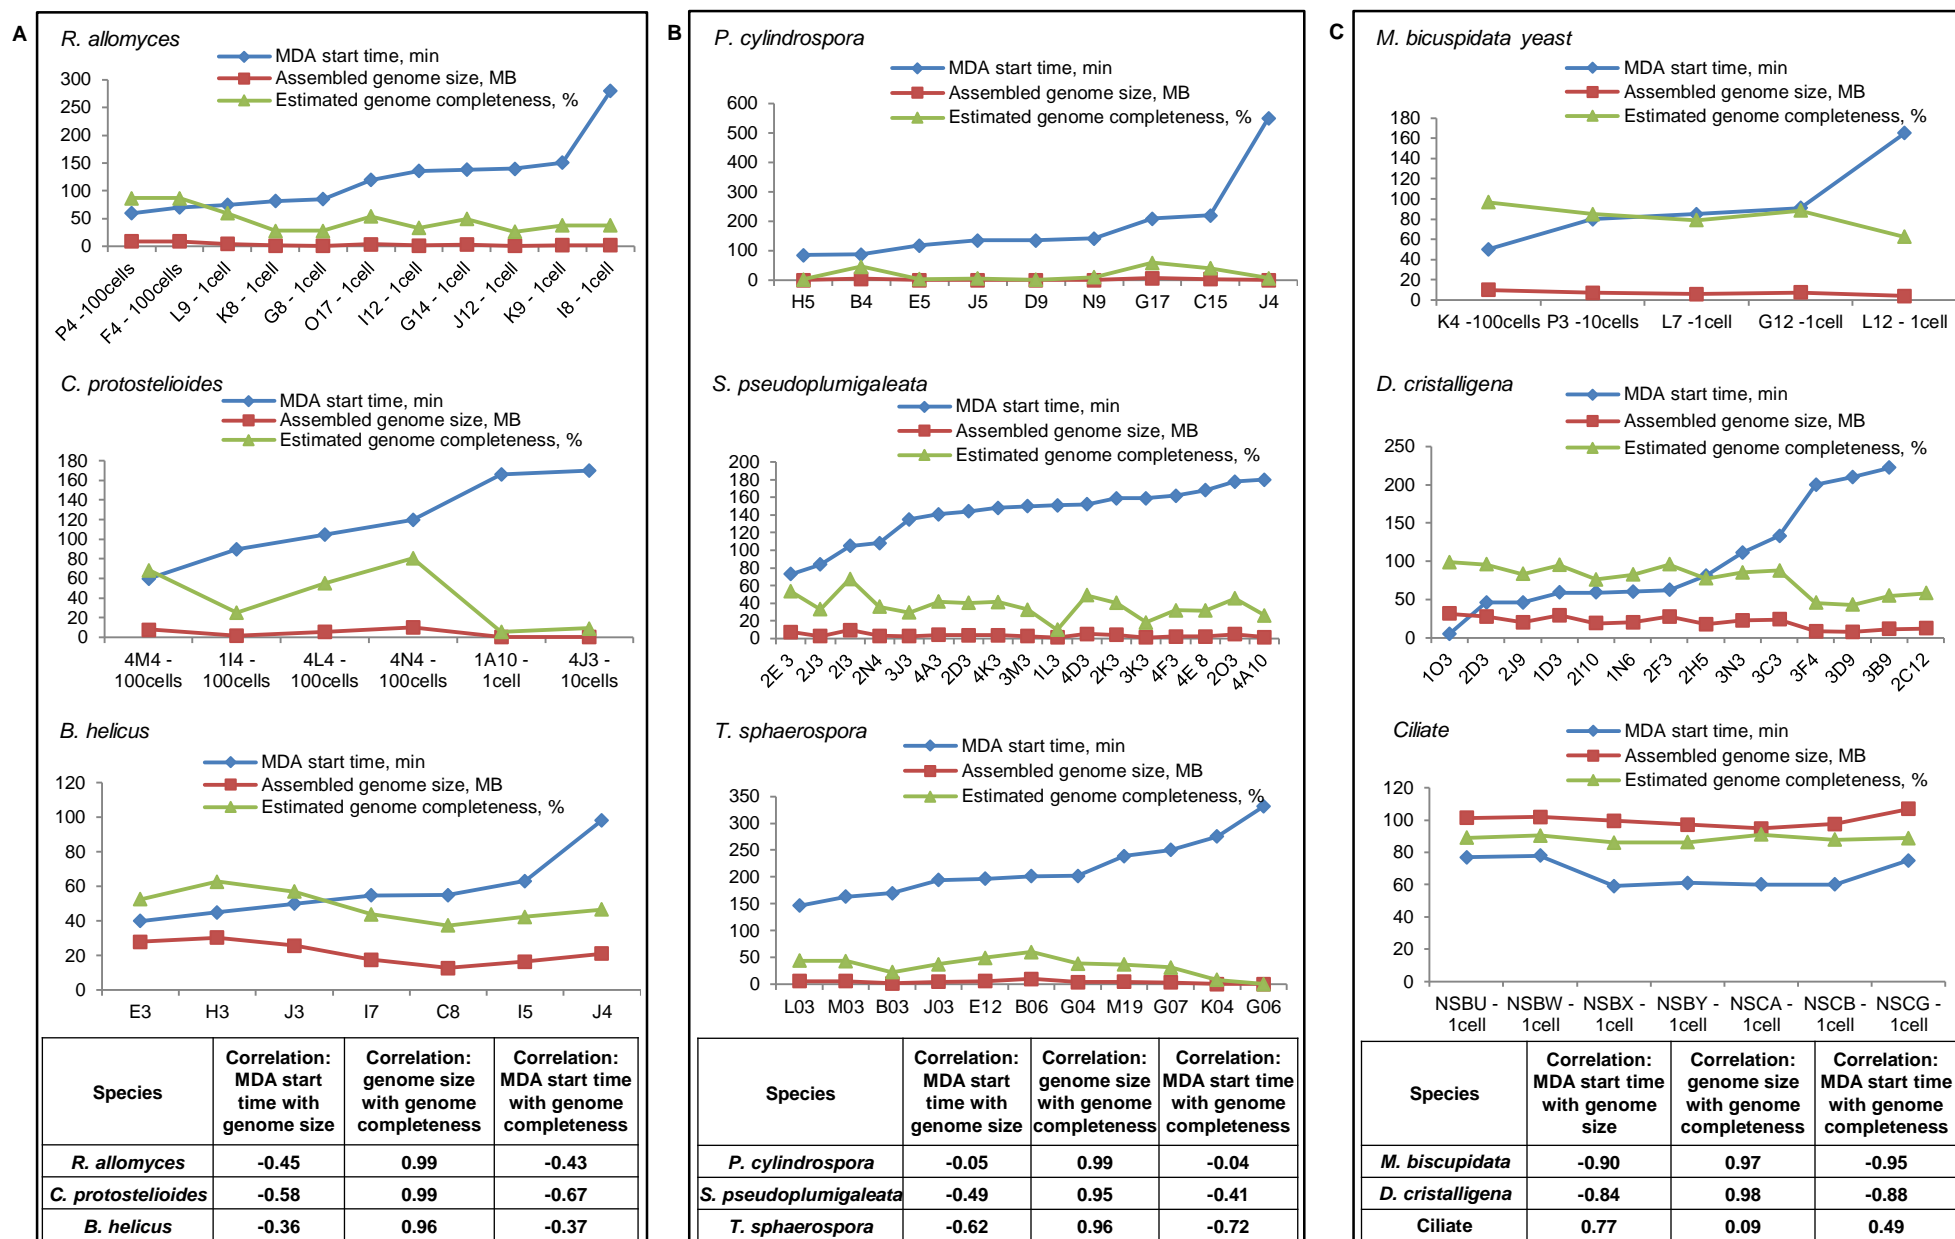 A
R. allomyces
MDA start time, min
Assembled genome size, MB
Estimated genome completeness, %
300
250
200
150
100
50
0
P4 -100cells
F4 - 100cells
L9 - 1cell
K8 - 1cell
G8 - 1cell
O17 - 1cell
I12 - 1cell
G14 - 1cell
J12 - 1cell
K9 - 1cell
I8 - 1cell
C. protostelioides
MDA start time, min
Assembled genome size, MB
Estimated genome completeness, %
180
160
140
120
100
80
60
40
20
0
4M4 - 1I4 - 4L4 - 4N4 - 1A10 - 4J3 -
100cells 100cells 100cells 100cells 1cell 10cells
B. helicus
MDA start time, min
Assembled genome size, MB
Estimated genome completeness, %
120
100
80
60
40
20
0
E3 H3 J3 I7 C8 I5 J4
Species
Correlation:
MDA start
time with
genome size
Correlation:
genome size
with genome
completeness
Correlation:
MDA start time
with genome
completeness
R. allomyces -0.45 0.99 -0.43
C. protostelioides -0.58 0.99 -0.67
B. helicus -0.36 0.96 -0.37
B
P. cylindrospora
MDA start time, min
Assembled genome size, MB
Estimated genome completeness, %
600
500
400
300
200
100
0
H5 B4 E5 J5 D9 N9 G17 C15 J4
S. pseudoplumigaleata
MDA start time, min
Assembled genome size, MB
Estimated genome completeness, %
200
180
160
140
120
100
80
60
40
20
0
2E 3
2J3
2I3
2N4
3J3
4A3
2D3
4K3
3M3
1L3
4D3
2K3
3K3
4F3
4E 8
2O3
4A10
T. sphaerospora
MDA start time, min
Assembled genome size, MB
Estimated genome completeness, %
350
300
250
200
150
100
50
0
L03 M03 B03 J03 E12 B06 G04 M19 G07 K04 G06
Species
Correlation:
MDA start
time with
genome size
Correlation:
genome size
with genome
completeness
Correlation:
MDA start time
with genome
completeness
P. cylindrospora -0.05 0.99 -0.04
S. pseudoplumigaleata -0.49 0.95 -0.41
T. sphaerospora -0.62 0.96 -0.72
C
M. bicuspidata yeast
MDA start time, min
Assembled genome size, MB
Estimated genome completeness, %
180
160
140
120
100
80
60
40
20
0
K4 -100cells P3 -10cells L7 -1cell G12 -1cell L12 - 1cell
D. cristalligena
MDA start time, min
Assembled genome size, MB
Estimated genome completeness, %
250
200
150
100
50
0
1O3
2D3
2J9
1D3
2I10
1N6
2F3
2H5
3N3
3C3
3F4
3D9
3B9
2C12
Ciliate
MDA start time, min
Assembled genome size, MB
Estimated genome completeness, %
120
100
80
60
40
20
0
NSBU - NSBW - NSBX - NSBY - NSCA - NSCB - NSCG -
1cell 1cell 1cell 1cell 1cell 1cell 1cell
Species
Correlation:
MDA start time
with genome
size
Correlation:
genome size
with genome
completeness
Correlation:
MDA start time
with genome
completeness
M. biscupidata -0.90 0.97 -0.95
D. cristalligena -0.84 0.98 -0.88
Ciliate 0.77 0.09 0.49